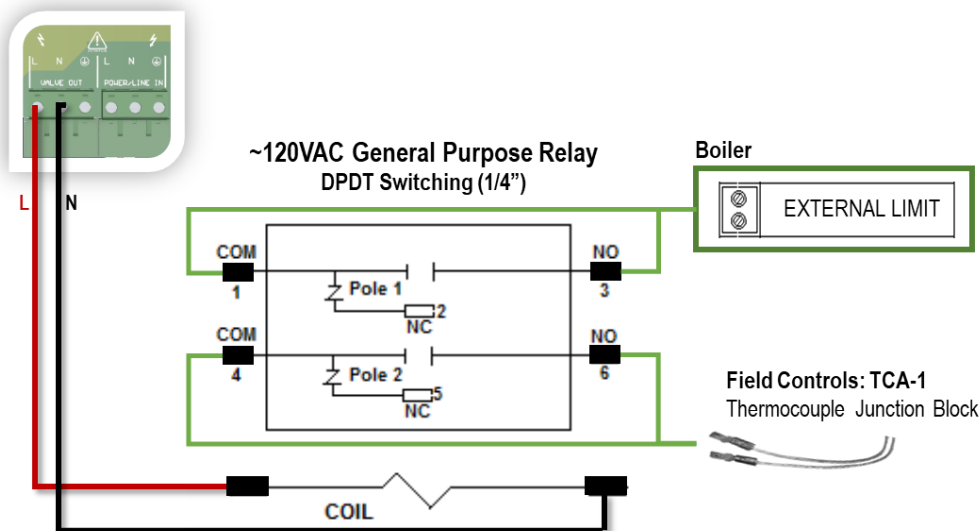 L N L N
VALVE OUT POWER/LINE IN
L N
~120VAC General Purpose Relay
DPDT Switching (1/4”)
Boiler
EXTERNAL LIMIT
COM
1
Pole 1
2
NC
NO
3
COM
4
Pole 2
5
NC
NO
6
Field Controls: TCA-1
Thermocouple Junction Block
COIL